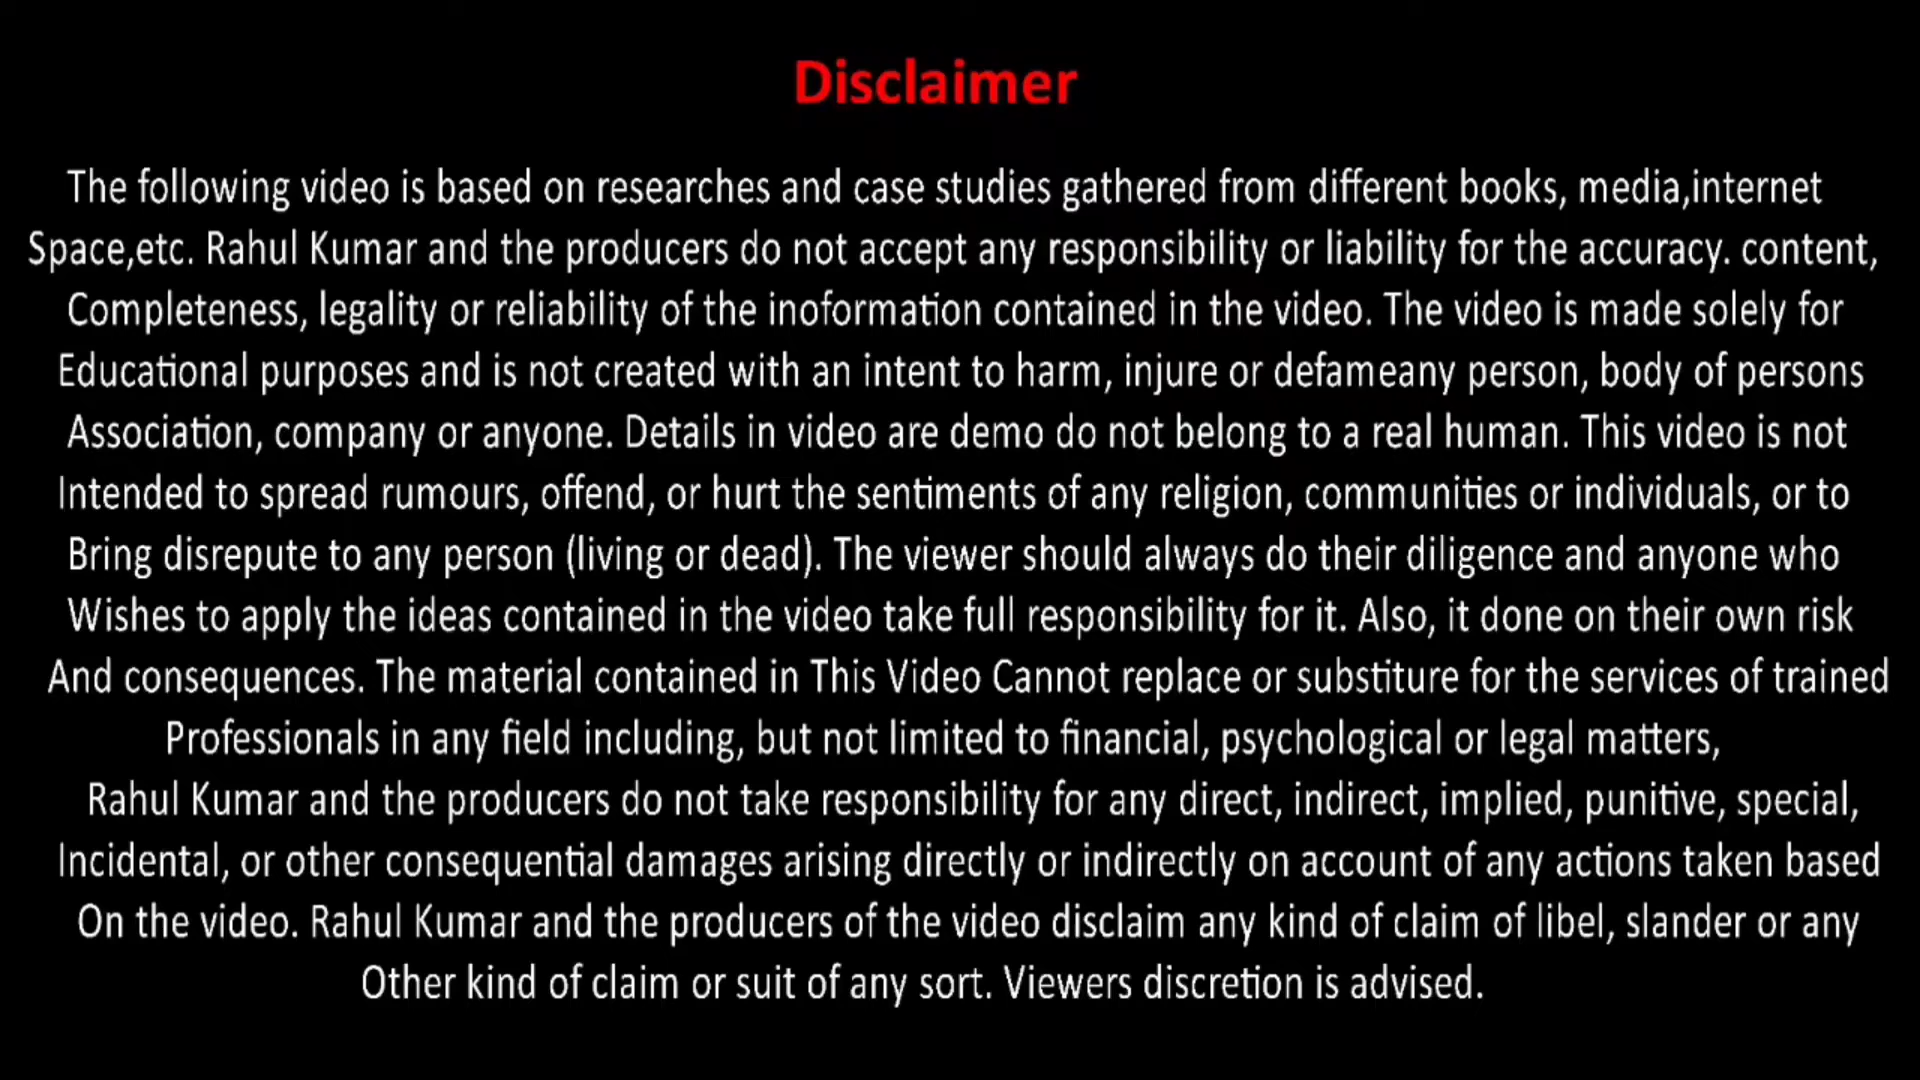 Disclaimer
The following video is based on researches and case studies gathered from different books, media,internet
Space,etc. Rahul Kumar and the producers do not accept any responsibility or liability for the accuracy. content,
Completeness, legality or reliability of the inoformation contained in the video. The video is made solely for
Educational purposes and is not created with an intent to harm, injure or defameany person, body of persons
Association, company or anyone. Details in video are demo do not belong to a real human. This video is not
Intended to spread rumours, offend, or hurt the sentiments of any religion, communities or individuals, or to
Bring disrepute to any person (living or dead). The viewer should always do their diligence and anyone who
Wishes to apply the ideas contained in the video take full responsibility for it. Also, it done on their own risk
And consequences. The material contained in This Video Cannot replace or substiture for the services of trained
Professionals in any field including, but not limited to financial, psychological or legal matters,
Rahul Kumar and the producers do not take responsibility for any direct, indirect, implied, punitive, special,
Incidental, or other consequential damages arising directly or indirectly on account of any actions taken based
On the video. Rahul Kumar and the producers of the video disclaim any kind of claim of libel, slander or any
Other kind of claim or suit of any sort. Viewers discretion is advised.